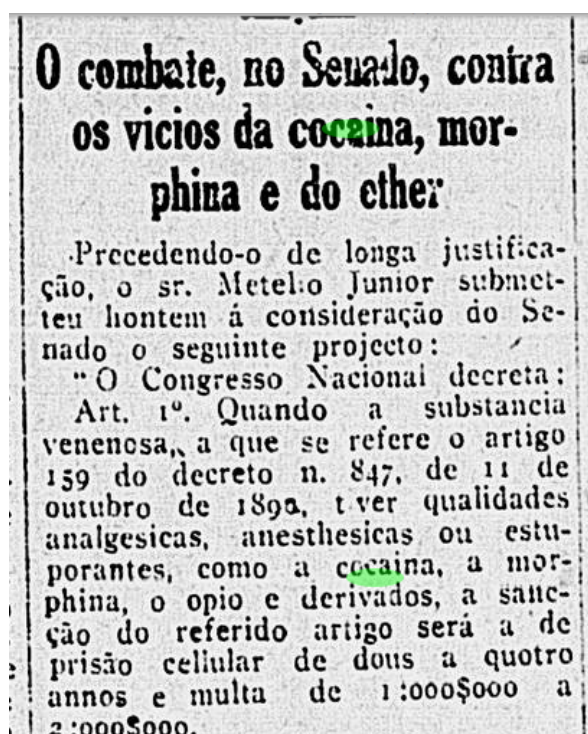 O combate, no Senado, contra
os vicios da cocaina, mor-
phina e do ether
Precedendo-o de longa justifica-
ção, o sr. Metello Junior submet-
teu hontem á consideração do Se-
nado o seguinte projecto:
"O Congresso Nacional decreta:
Art. 1º. Quando a substancia
venenosa, a que se refere o artigo
159 do decreto n. 847, de 11 de
outubro de 1890, tiver qualidades
analgesicas, anesthesicas ou estu-
porantes, como a cocaina, a mor-
phina, o opio e derivados, a sanc-
ção do referido artigo será a de
prisão cellular de dous a quotro
annos e multa de 1:000$000 a
2:000$000.